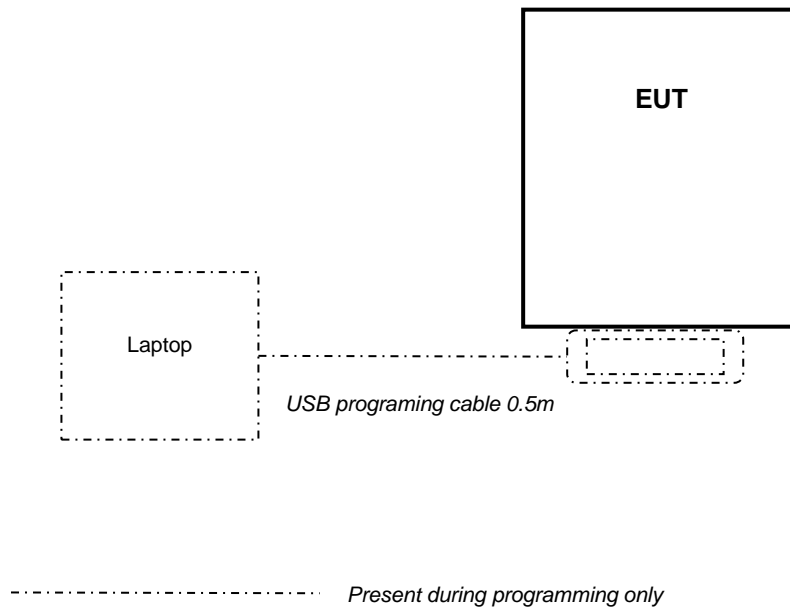 EUT
Laptop
USB programing cable 0.5m
Present during programming only